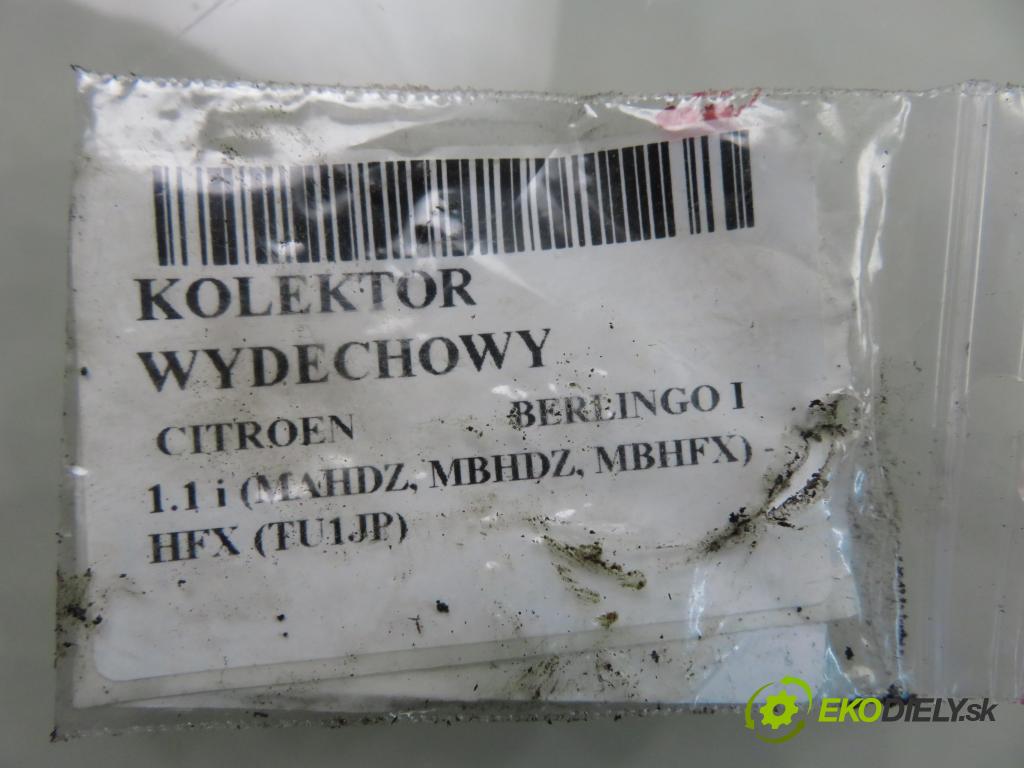 KOLEKTOR
WYDECHOWY
CITROEN BERLINGO I
1.1 i (MAHDZ, MBHDZ, MBHFX) -
HFX (TU1JP)
EKODIELY.sk